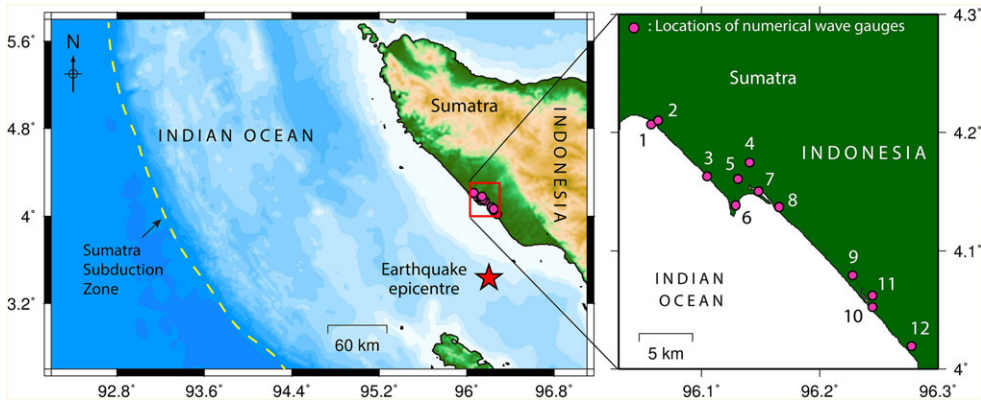 5.6°
4.8°
4°
3.2°
92.8
93.6
94.4
95.2
96
96.8
N
INDIAN OCEAN
Sumatra
INDONESIA
Sumatra
Subduction
Zone
Earthquake
epicentre
60 km
: Locations of numerical wave gauges
Sumatra
INDONESIA
INDIAN
OCEAN
1
2
3
4
5
6
7
8
9
10
11
12
5 km
4.3°
4.2°
4.1°
4°
96.1
96.2
96.3